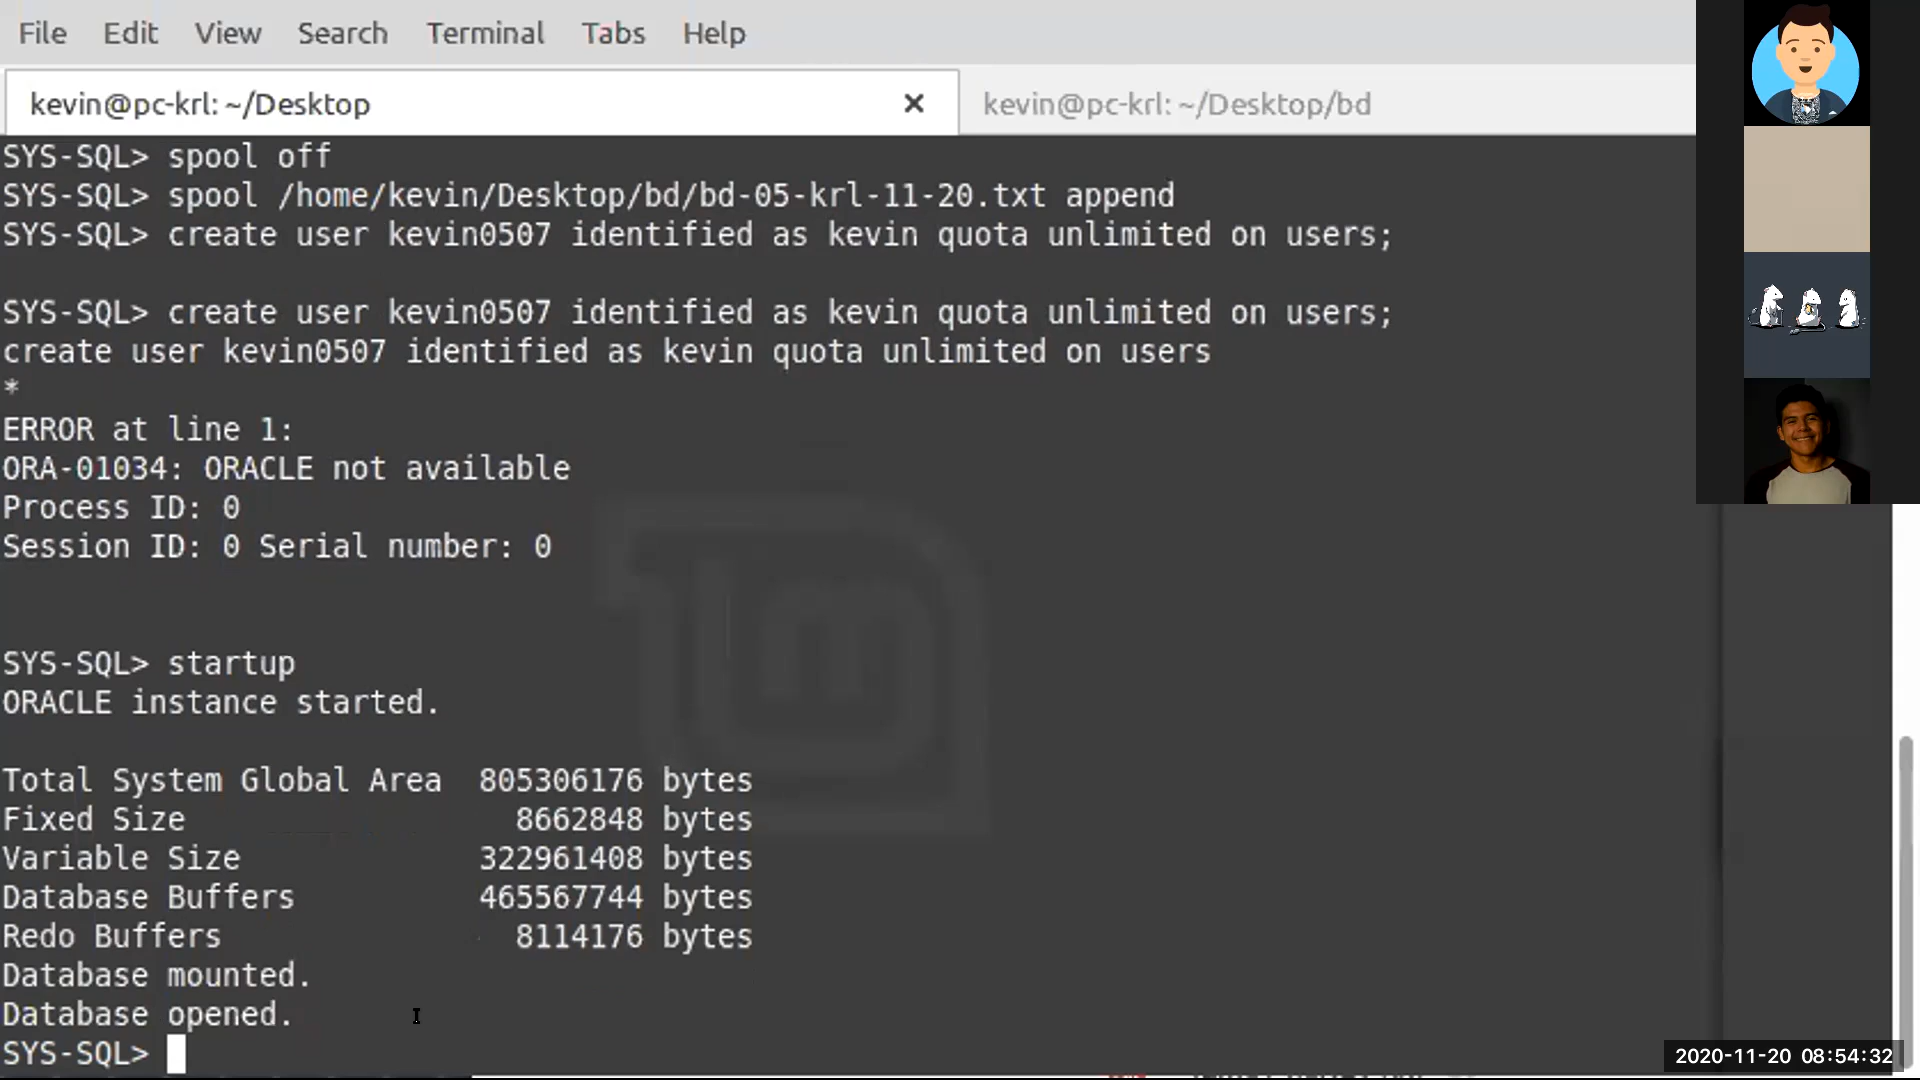 File Edit View Search Terminal Tabs Help
kevin@pc-krl: ~/Desktop
kevin@pc-krl: ~/Desktop/bd
SYS-SQL> spool off
SYS-SQL> spool /home/kevin/Desktop/bd/bd-05-krl-11-20.txt append
SYS-SQL> create user kevin0507 identified as kevin quota unlimited on users;
SYS-SQL> create user kevin0507 identified as kevin quota unlimited on users;
create user kevin0507 identified as kevin quota unlimited on users
*
ERROR at line 1:
ORA-01034: ORACLE not available
Process ID: 0
Session ID: 0 Serial number: 0
SYS-SQL> startup
ORACLE instance started.
Total System Global Area 805306176 bytes
Fixed Size 8662848 bytes
Variable Size 322961408 bytes
Database Buffers 465567744 bytes
Redo Buffers 8114176 bytes
Database mounted.
Database opened.
SYS-SQL>
2020-11-20 08:54:32